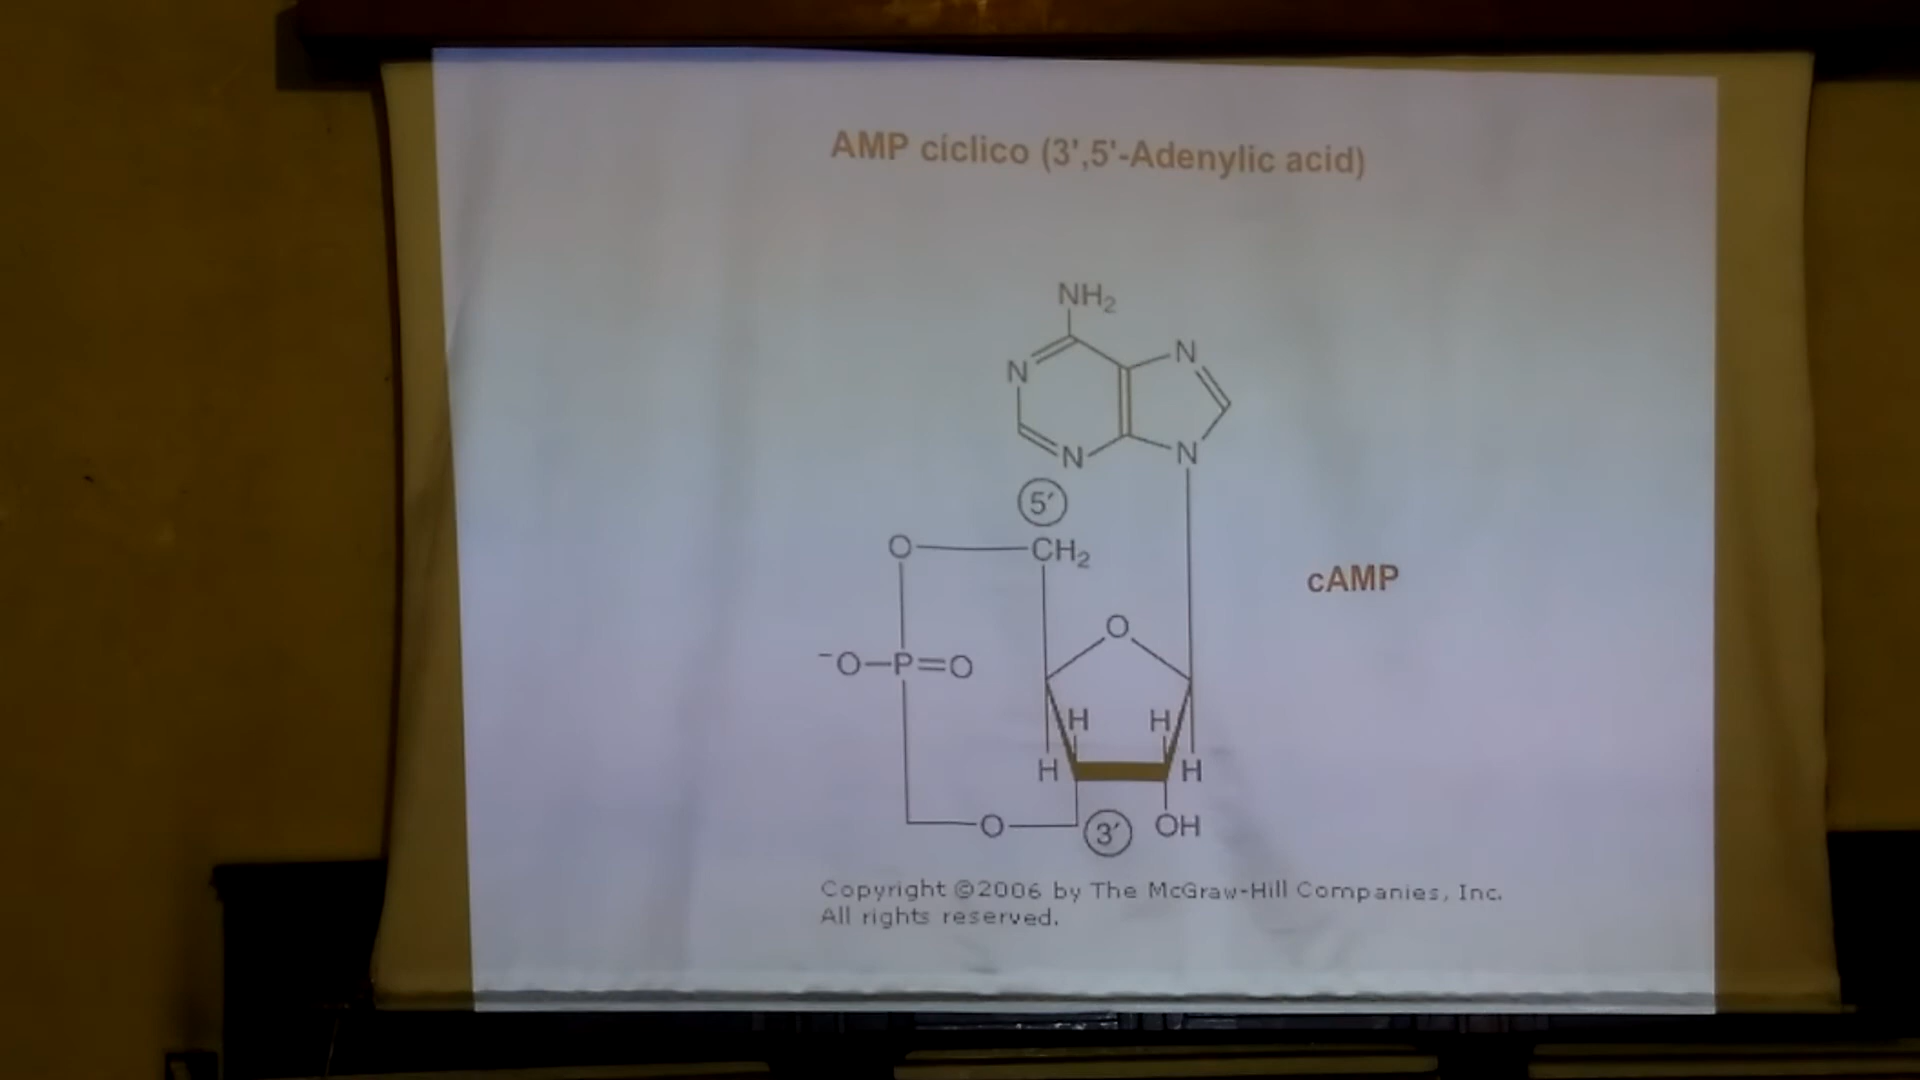 AMP cíclico (3',5'-Adenylic acid)
NH₂
N
N
N
N
5′
O
CH₂
cAMP
O
⁻O–P=O
H
H
H
H
O
3′
OH
Copyright ©2006 by The McGraw-Hill Companies, Inc.
All rights reserved.